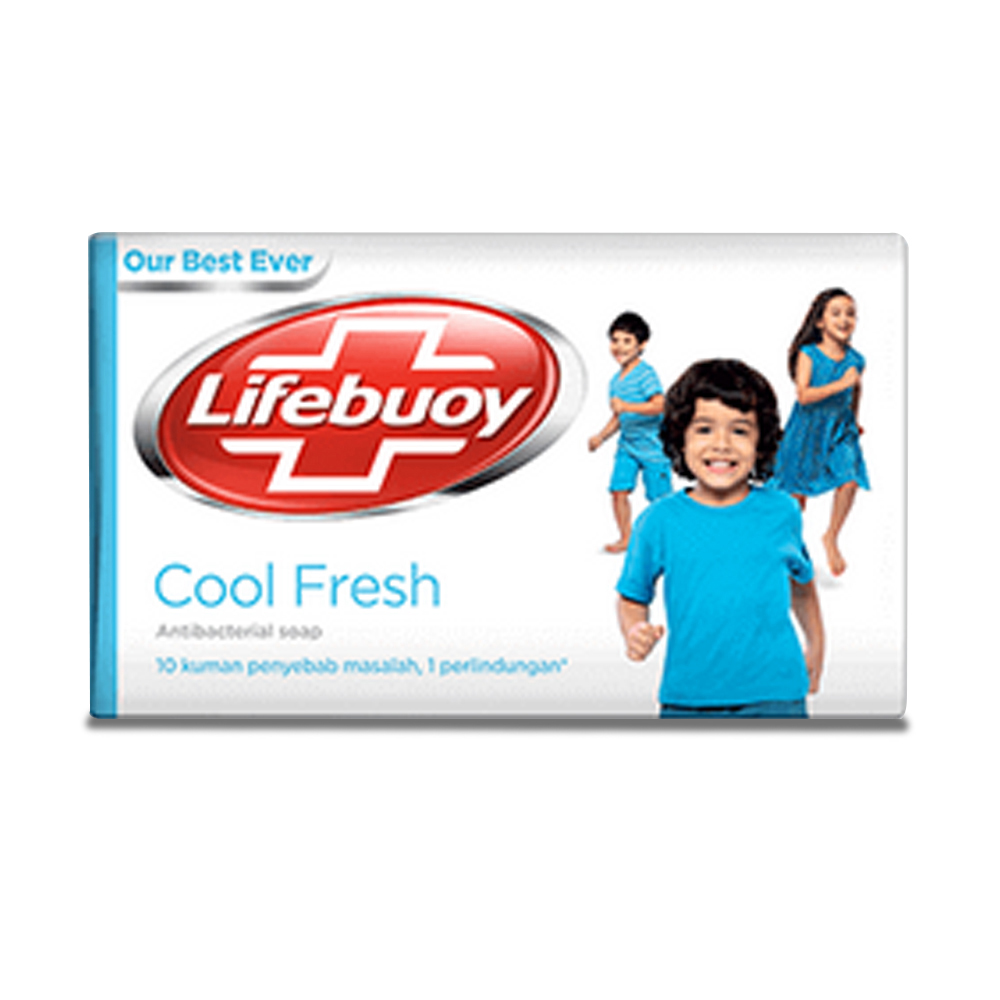 Our Best Ever
Lifebuoy
Cool Fresh
Antibacterial soap
10 kuman penyebab masalah, 1 perlindungan*